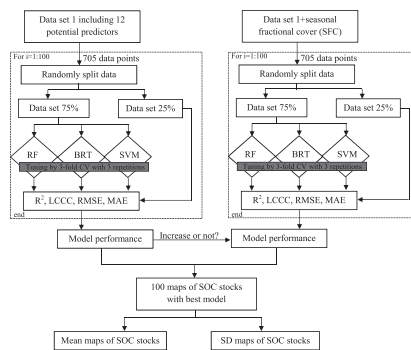 Data set 1 including 12
potential predictors
For i=1:100
705 data points
Randomly split data
Data set 75%
Data set 25%
RF
BRT
SVM
Tuning by 3-fold CV with 3 repetitions
R², LCCC, RMSE, MAE
end
Model performance
Data set 1+seasonal
fractional cover (SFC)
For i=1:100
705 data points
Randomly split data
Data set 75%
Data set 25%
RF
BRT
SVM
Tuning by 3-fold CV with 3 repetitions
R², LCCC, RMSE, MAE
end
Model performance
Increase or not?
100 maps of SOC stocks
with best model
Mean maps of SOC stocks
SD maps of SOC stocks